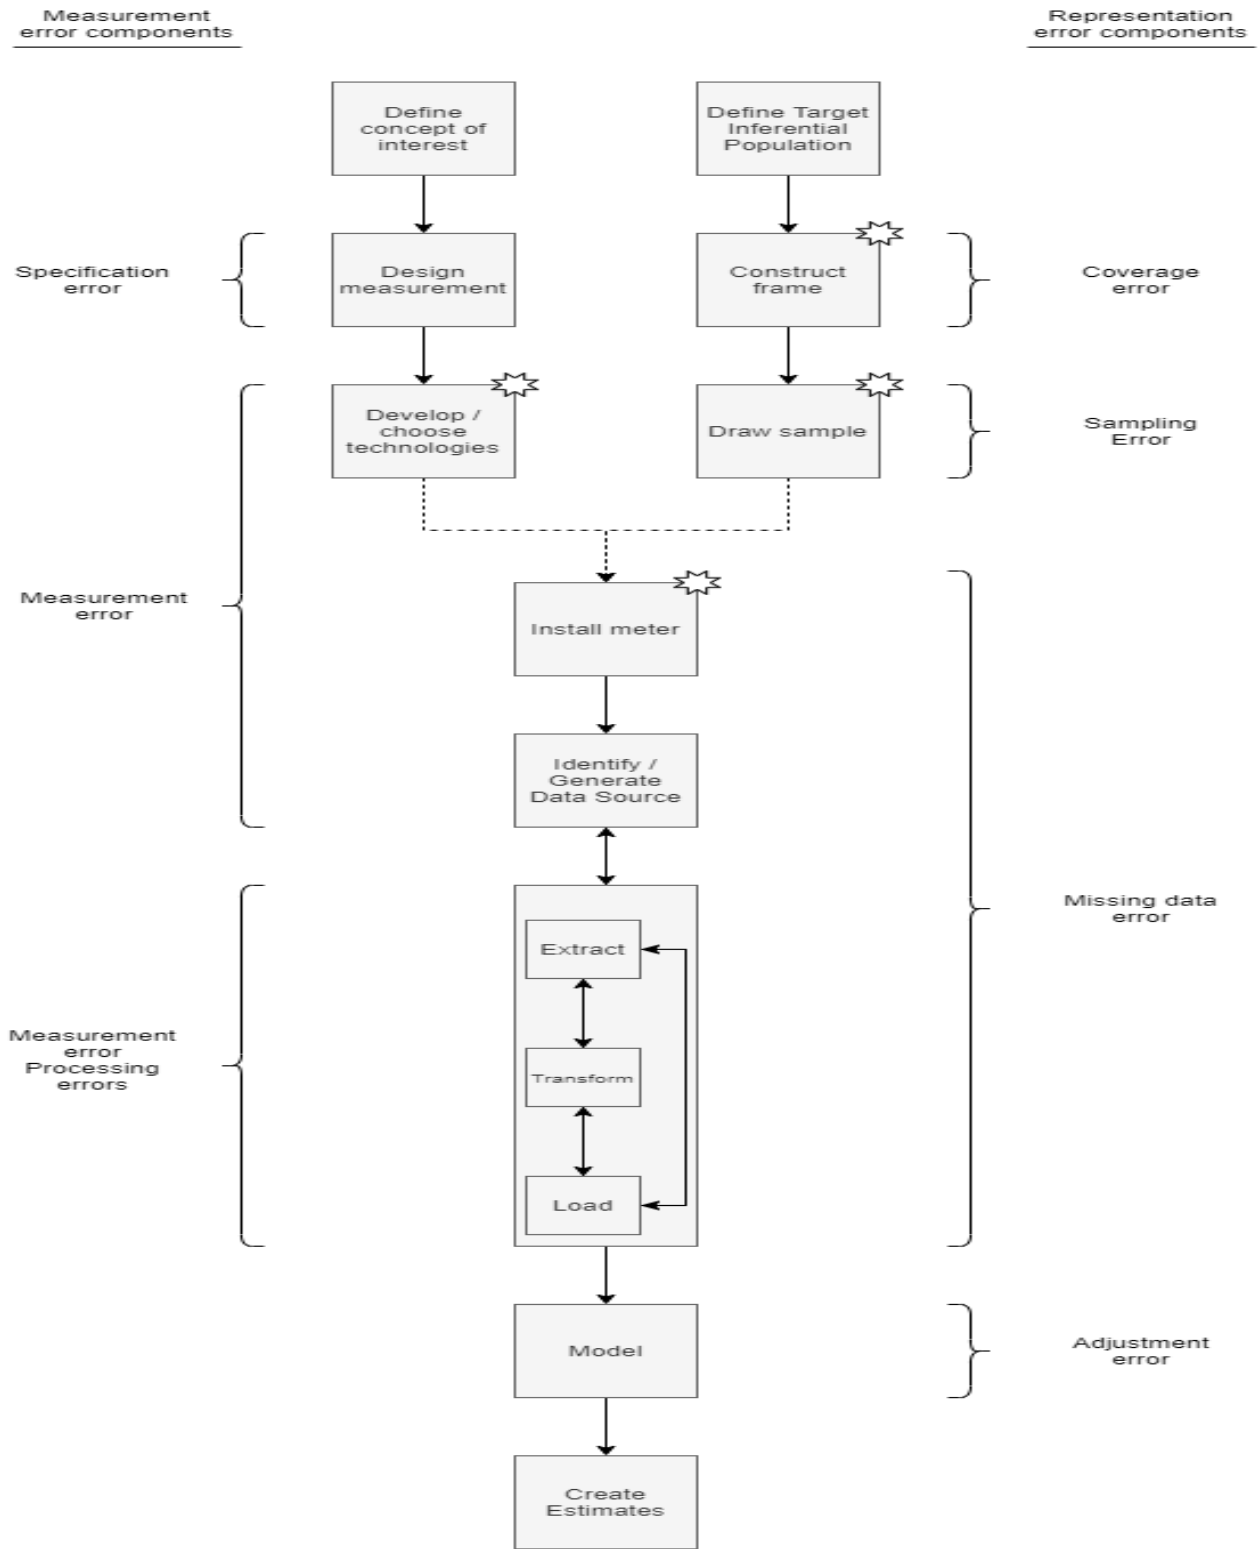 Measurement
error components
Representation
error components
Define
concept of
interest
Define Target
Inferential
Population
Specification
error
Design
measurement
Construct
frame
Coverage
error
Develop /
choose
technologies
Draw sample
Sampling
Error
Measurement
error
Install meter
Identify /
Generate
Data Source
Missing data
error
Extract
Measurement
error
Processing
errors
Transform
Load
Model
Adjustment
error
Create
Estimates